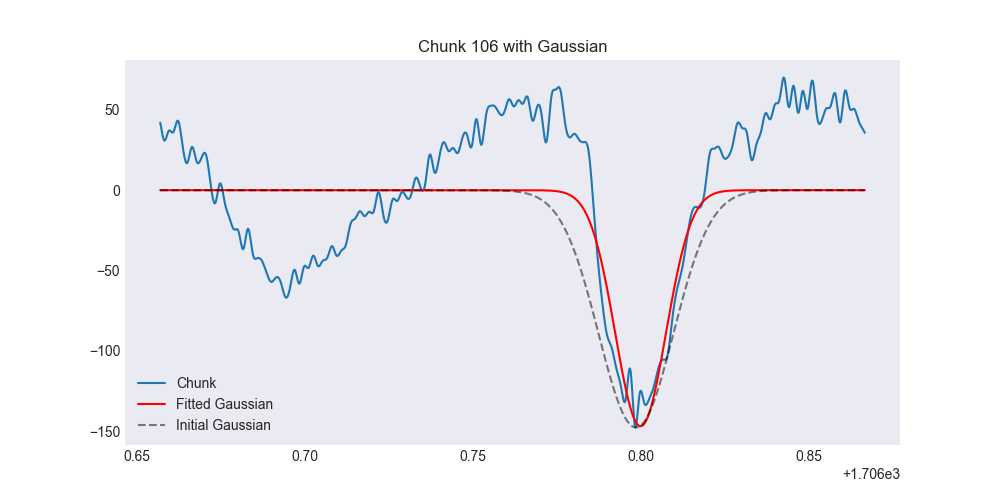 Chunk 106 with Gaussian
50
0
−50
−100
−150
Chunk
Fitted Gaussian
Initial Gaussian
0.65 0.70 0.75 0.80 0.85
+1.706e3